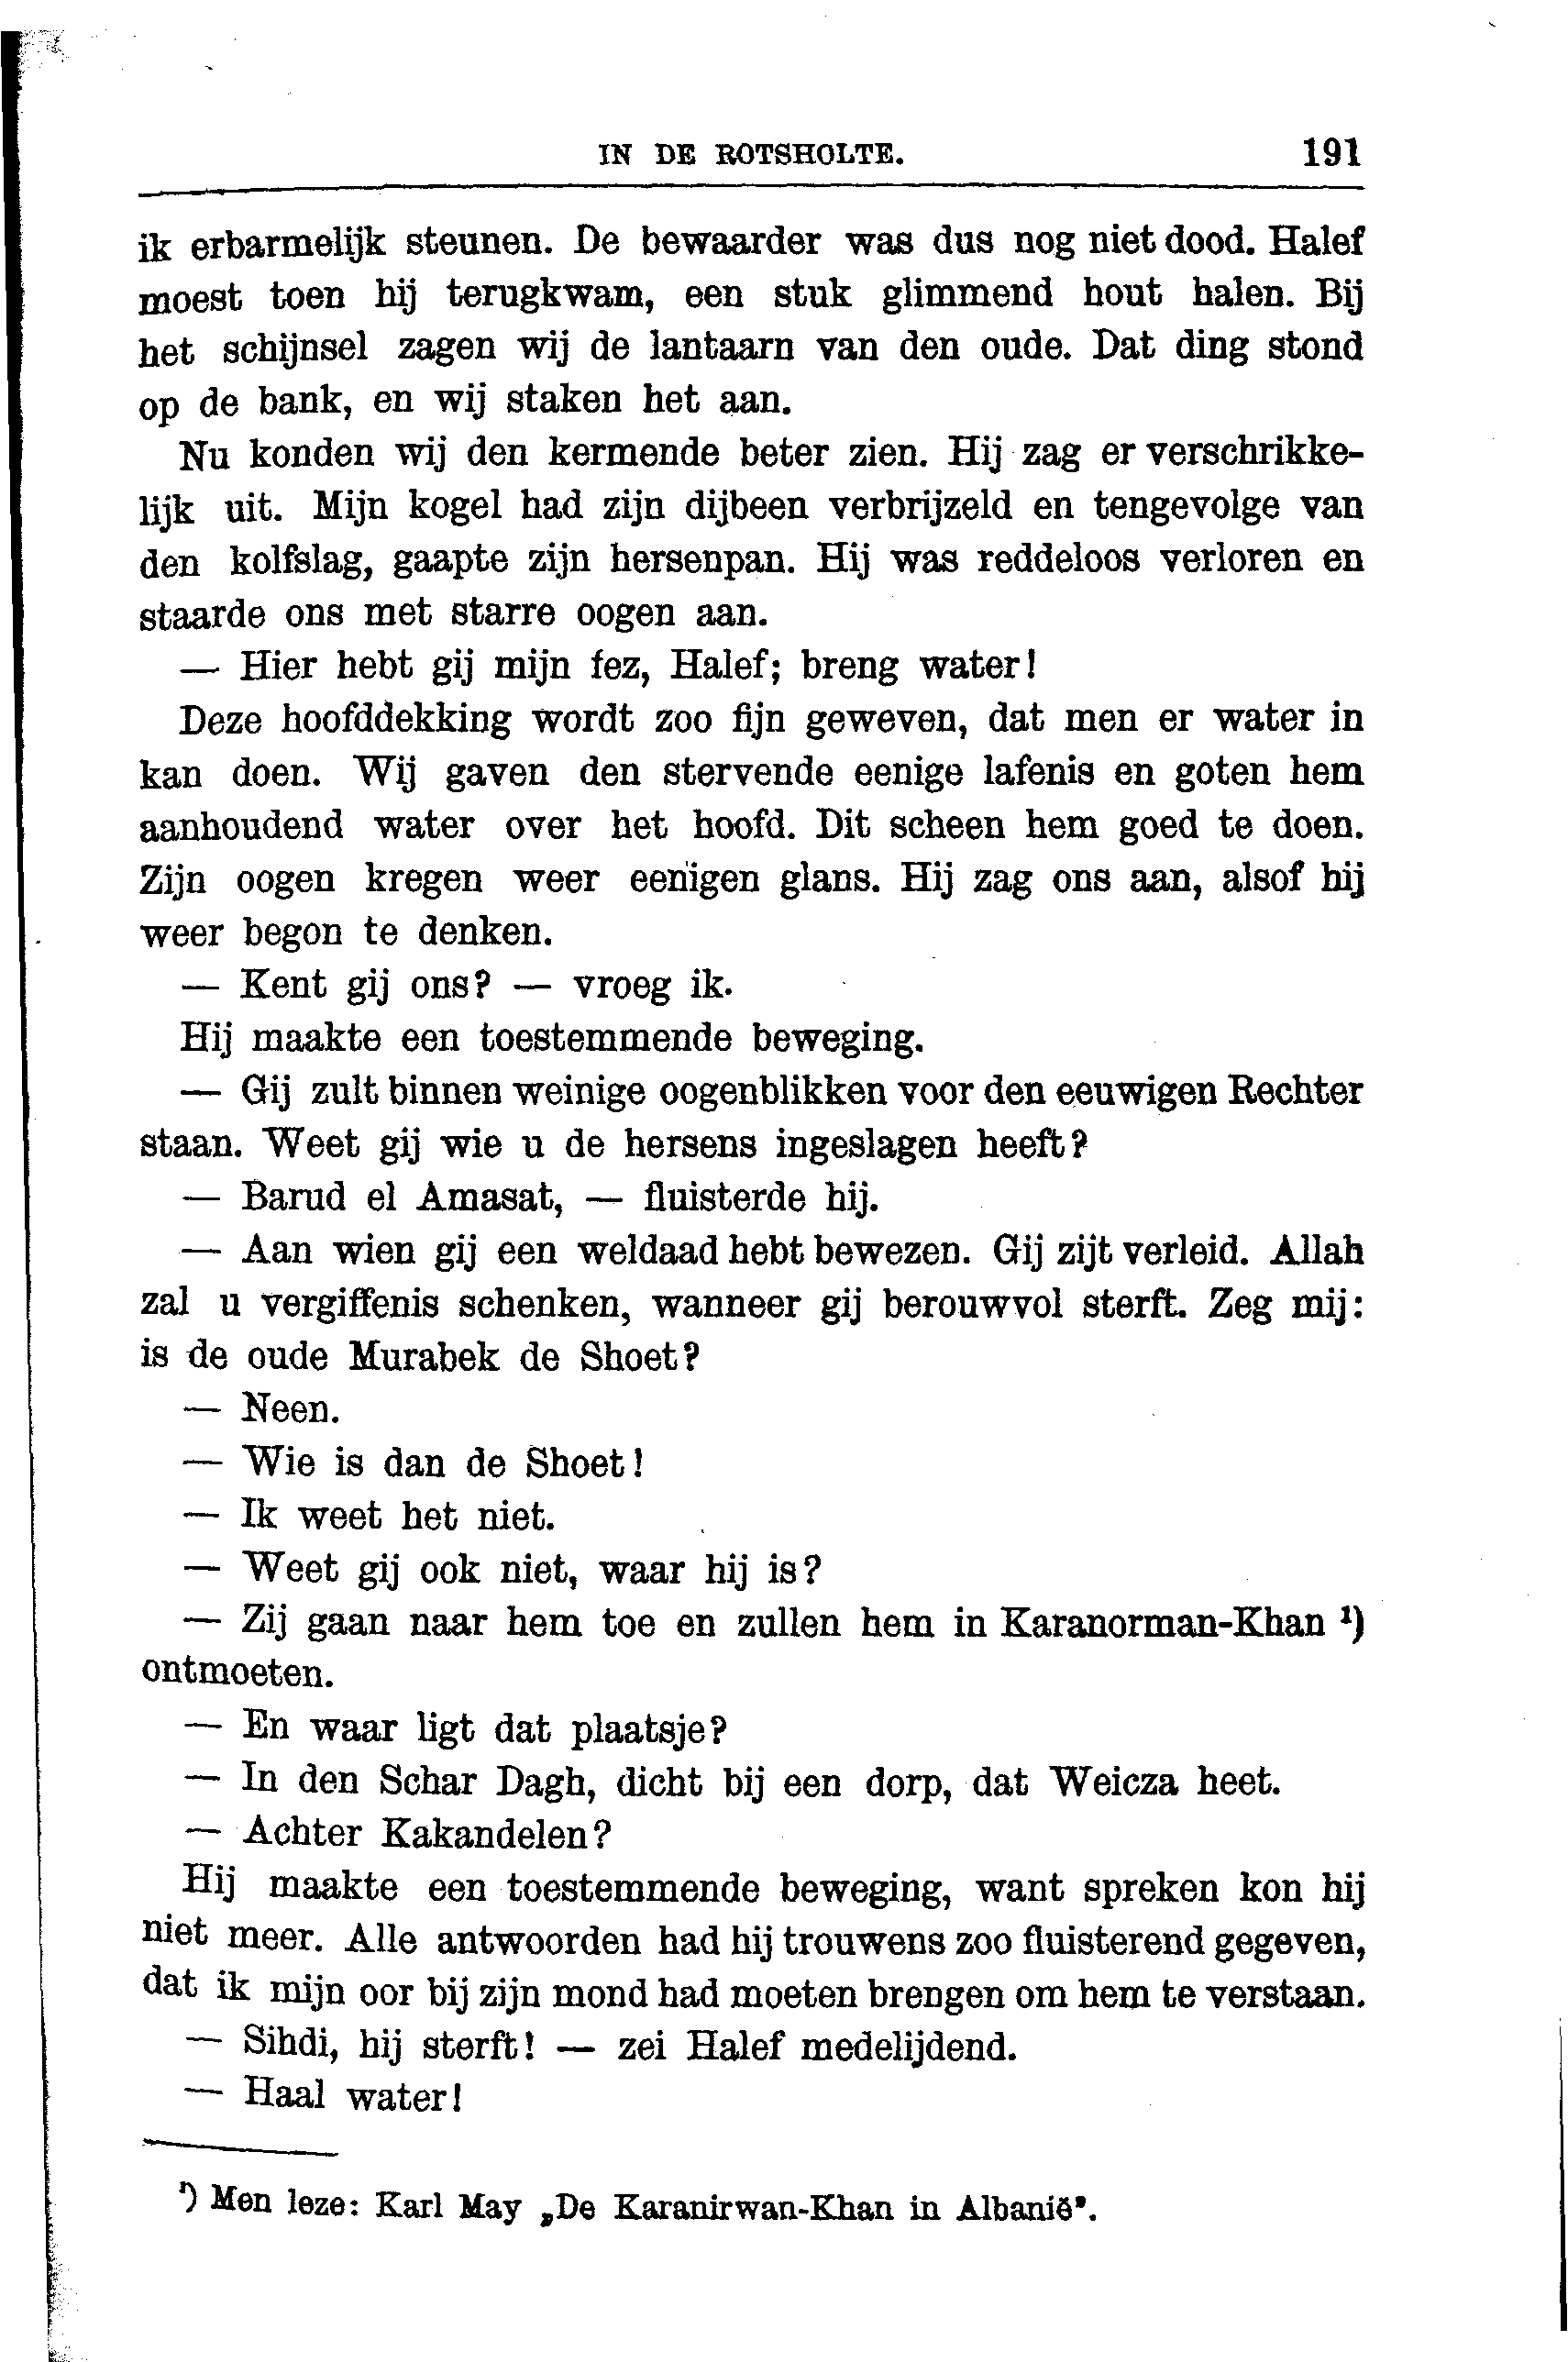 IN DE ROTSHOLTE. 191
ik erbarmelijk steunen. De bewaarder was dus nog niet dood. Halef
moest toen hij terugkwam, een stuk glimmend hout halen. Bij
het schijnsel zagen wij de lantaarn van den oude. Dat ding stond
op de bank, en wij staken het aan.
Nu konden wij den kermende beter zien. Hij zag er verschrikke-
lijk uit. Mijn kogel had zijn dijbeen verbrijzeld en tengevolge van
den kolfslag, gaapte zijn hersenpan. Hij was reddeloos verloren en
staarde ons met starre oogen aan.
— Hier hebt gij mijn fez, Halef; breng water!
Deze hoofddekking wordt zoo fijn geweven, dat men er water in
kan doen. Wij gaven den stervende eenige lafenis en goten hem
aanhoudend water over het hoofd. Dit scheen hem goed te doen.
Zijn oogen kregen weer eenigen glans. Hij zag ons aan, alsof hij
weer begon te denken.
— Kent gij ons? — vroeg ik.
Hij maakte een toestemmende beweging.
— Gij zult binnen weinige oogenblikken voor den eeuwigen Rechter
staan. Weet gij wie u de hersens ingeslagen heeft?
— Barud el Amasat, — fluisterde hij.
— Aan wien gij een weldaad hebt bewezen. Gij zijt verleid. Allah
zal u vergiffenis schenken, wanneer gij berouwvol sterft. Zeg mij:
is de oude Murabek de Shoet?
— Neen.
— Wie is dan de Shoet!
— Ik weet het niet.
— Weet gij ook niet, waar hij is?
— Zij gaan naar hem toe en zullen hem in Karanorman-Khan ¹)
ontmoeten.
— En waar ligt dat plaatsje?
— In den Schar Dagh, dicht bij een dorp, dat Weicza heet.
— Achter Kakandelen?
Hij maakte een toestemmende beweging, want spreken kon hij
niet meer. Alle antwoorden had hij trouwens zoo fluisterend gegeven,
dat ik mijn oor bij zijn mond had moeten brengen om hem te verstaan.
— Sihdi, hij sterft! — zei Halef medelijdend.
— Haal water!
¹) Men leze: Karl May „De Karanirwan-Khan in Albanië”.